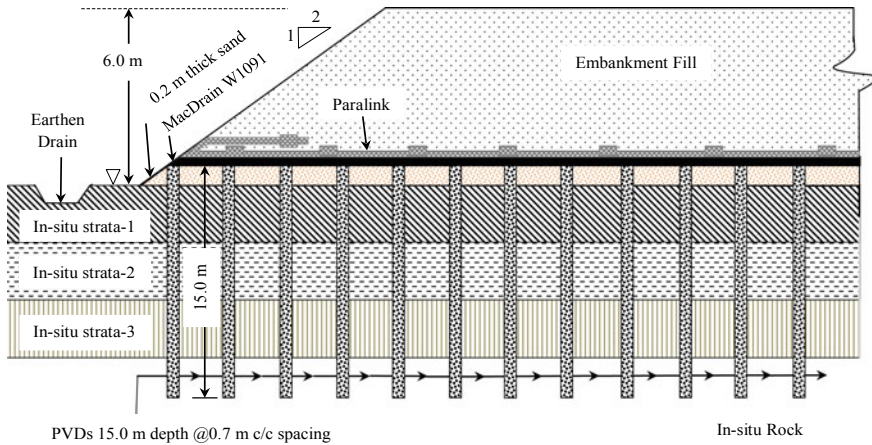 2
1
6.0 m
0.2 m thick sand
MacDrain W1091
Embankment Fill
Earthen
Drain
Paralink
In-situ strata-1
In-situ strata-2
15.0 m
In-situ strata-3
PVDs 15.0 m depth @0.7 m c/c spacing
In-situ Rock